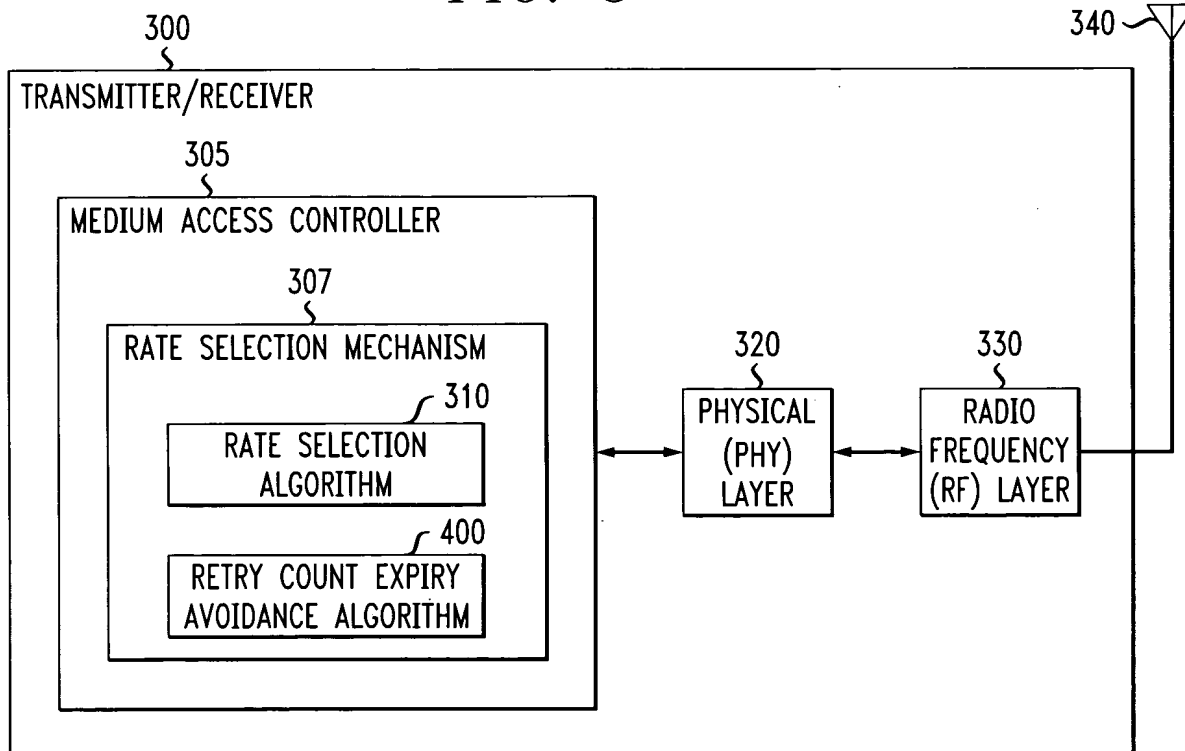 340
300
TRANSMITTER/RECEIVER
305
MEDIUM ACCESS CONTROLLER
307
RATE SELECTION MECHANISM
310
RATE SELECTION
ALGORITHM
400
RETRY COUNT EXPIRY
AVOIDANCE ALGORITHM
320
PHYSICAL
(PHY)
LAYER
330
RADIO
FREQUENCY
(RF) LAYER